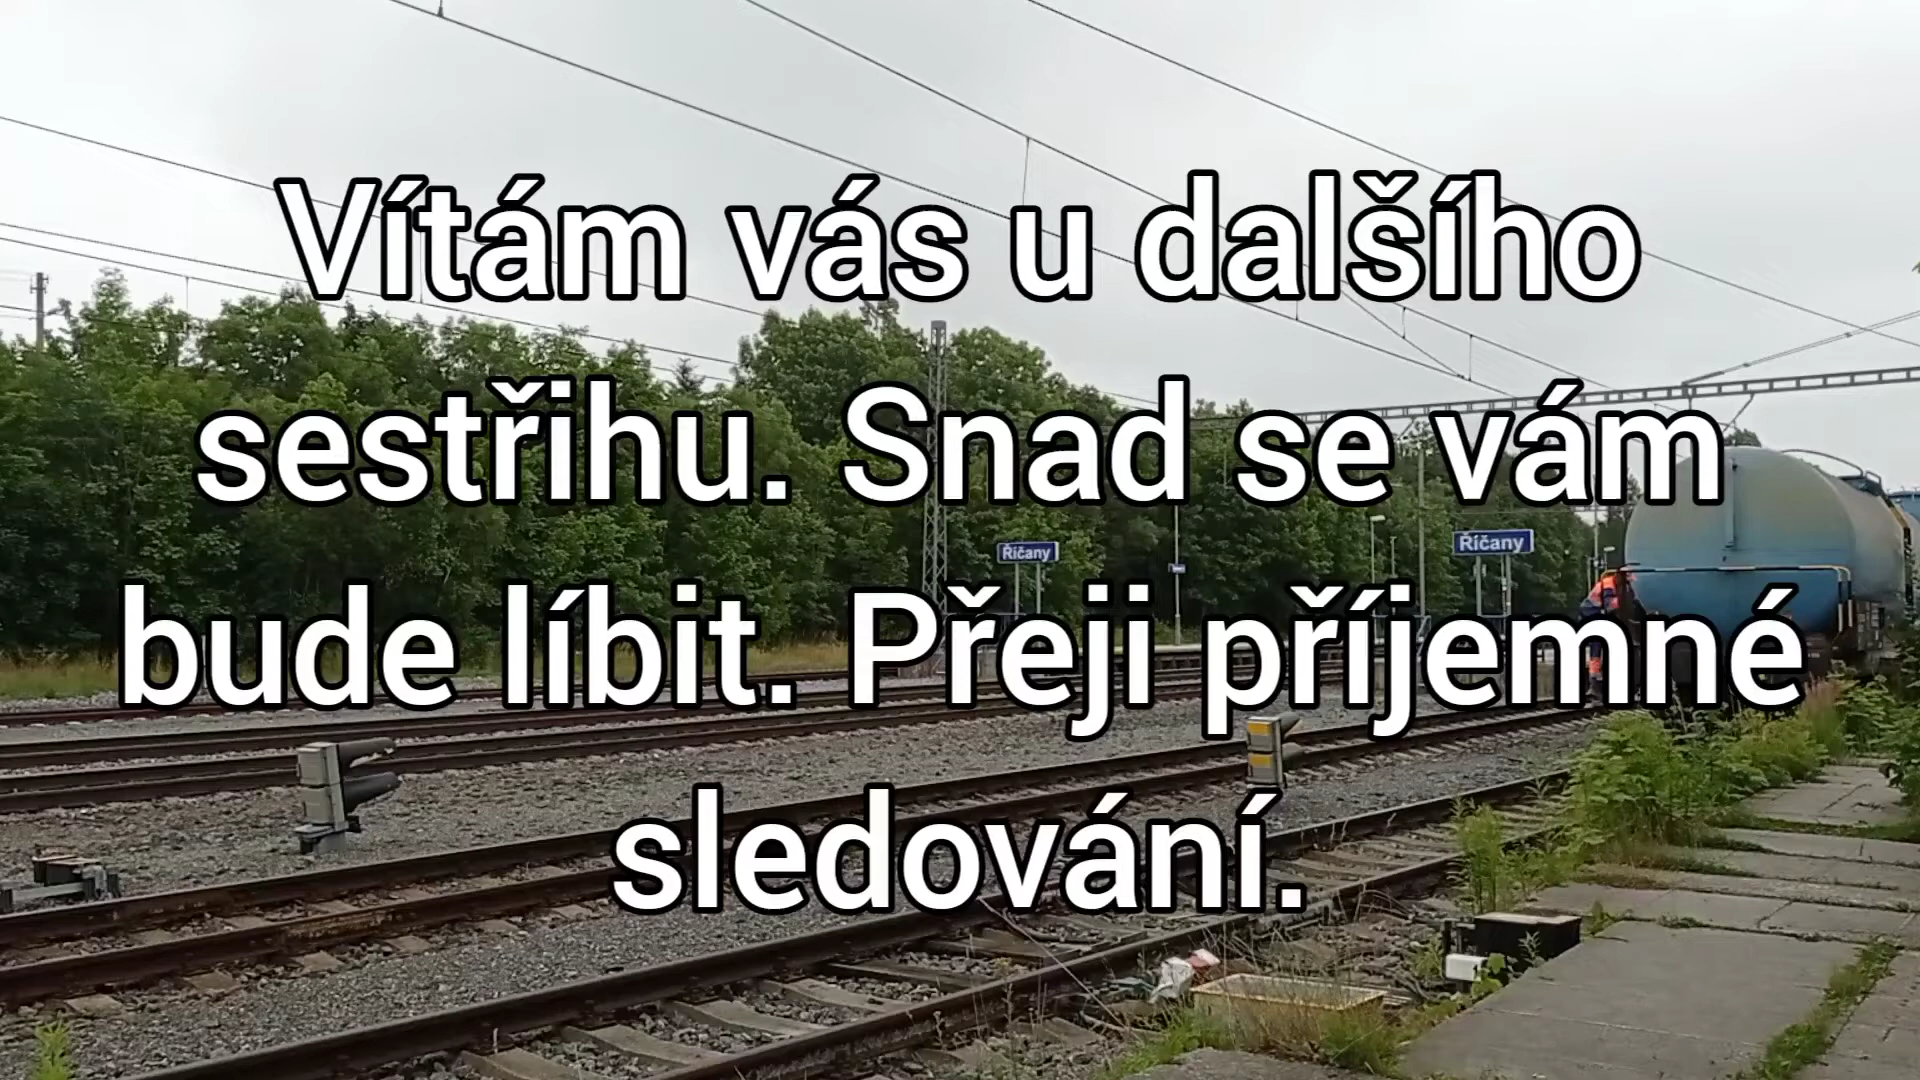 Vítám vás u dalšího
sestřihu. Snad se vám
Říčany
Říčany
bude líbit. Přeji příjemné
sledování.